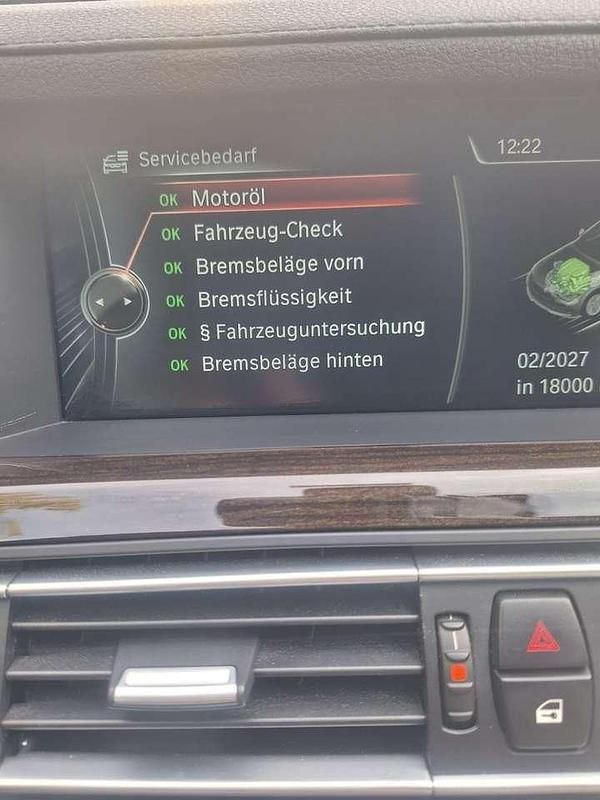 Servicebedarf
12:22
OK Motoröl
OK Fahrzeug-Check
OK Bremsbeläge vorn
OK Bremsflüssigkeit
OK § Fahrzeuguntersuchung
OK Bremsbeläge hinten
02/2027
in 18000